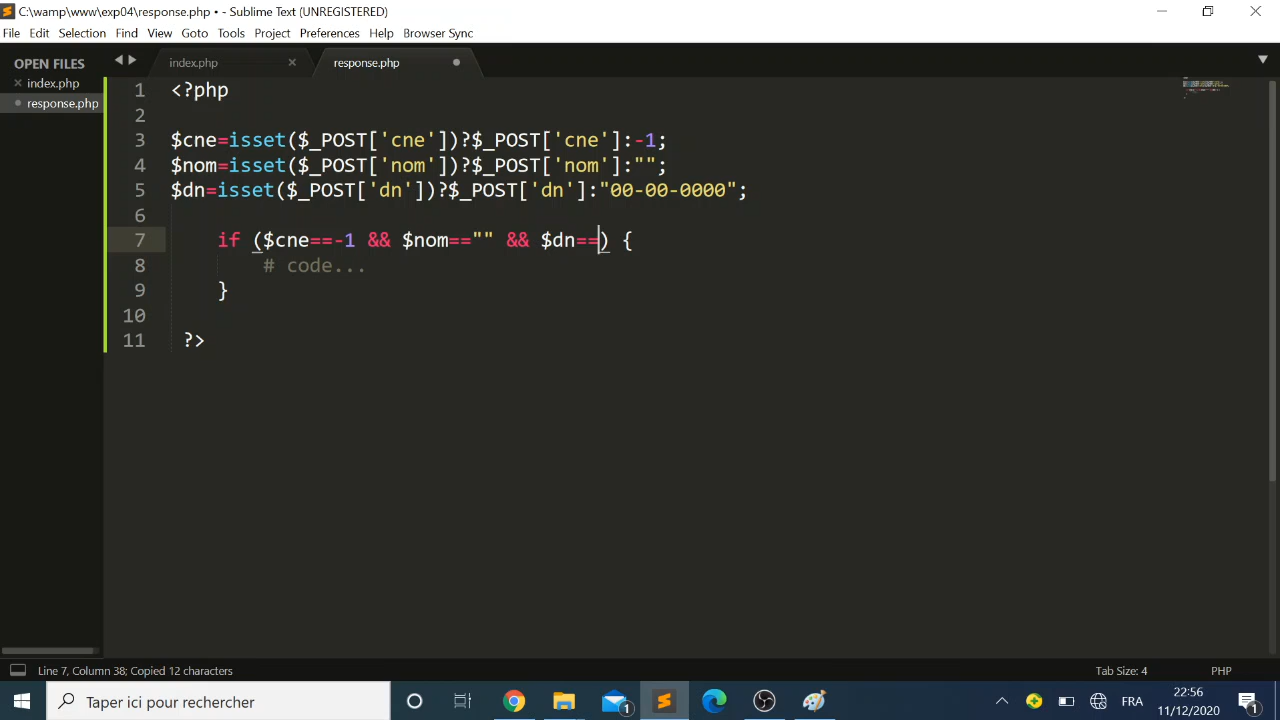 C:\wamp\www\exp04\response.php • - Sublime Text (UNREGISTERED)
File Edit Selection Find View Goto Tools Project Preferences Help Browser Sync
OPEN FILES
index.php
response.php
index.php
response.php
1 <?php
2
3 $cne=isset($_POST['cne'])?$_POST['cne']:-1;
4 $nom=isset($_POST['nom'])?$_POST['nom']:"";
5 $dn=isset($_POST['dn'])?$_POST['dn']:"00-00-0000";
6
7 if ($cne==-1 && $nom=="" && $dn==) {
8 # code...
9 }
10
11 ?>
Line 7, Column 38; Copied 12 characters
Tab Size: 4
PHP
Taper ici pour rechercher
1
FRA
22:56
11/12/2020
1